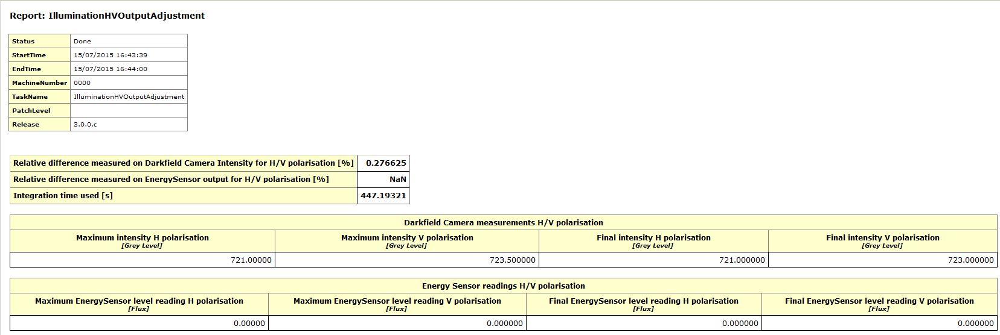 Report: IlluminationHVOutputAdjustment
Status Done
StartTime 15/07/2015 16:43:39
EndTime 15/07/2015 16:44:00
MachineNumber 0000
TaskName IlluminationHVOutputAdjustment
PatchLevel
Release 3.0.0.c
Relative difference measured on Darkfield Camera Intensity for H/V polarisation [%] 0.276625
Relative difference measured on EnergySensor output for H/V polarisation [%] NaN
Integration time used [s] 447.19321
Darkfield Camera measurements H/V polarisation
Maximum intensity H polarisation Maximum intensity V polarisation Final intensity H polarisation Final intensity V polarisation
[Grey Level] [Grey Level] [Grey Level] [Grey Level]
721.00000 723.500000 721.000000 723.000000
Energy Sensor readings H/V polarisation
Maximum EnergySensor level reading H polarisation Maximum EnergySensor level reading V polarisation Final EnergySensor level reading H polarisation Final EnergySensor level reading V polarisation
[Flux] [Flux] [Flux] [Flux]
0.00000 0.000000 0.000000 0.000000